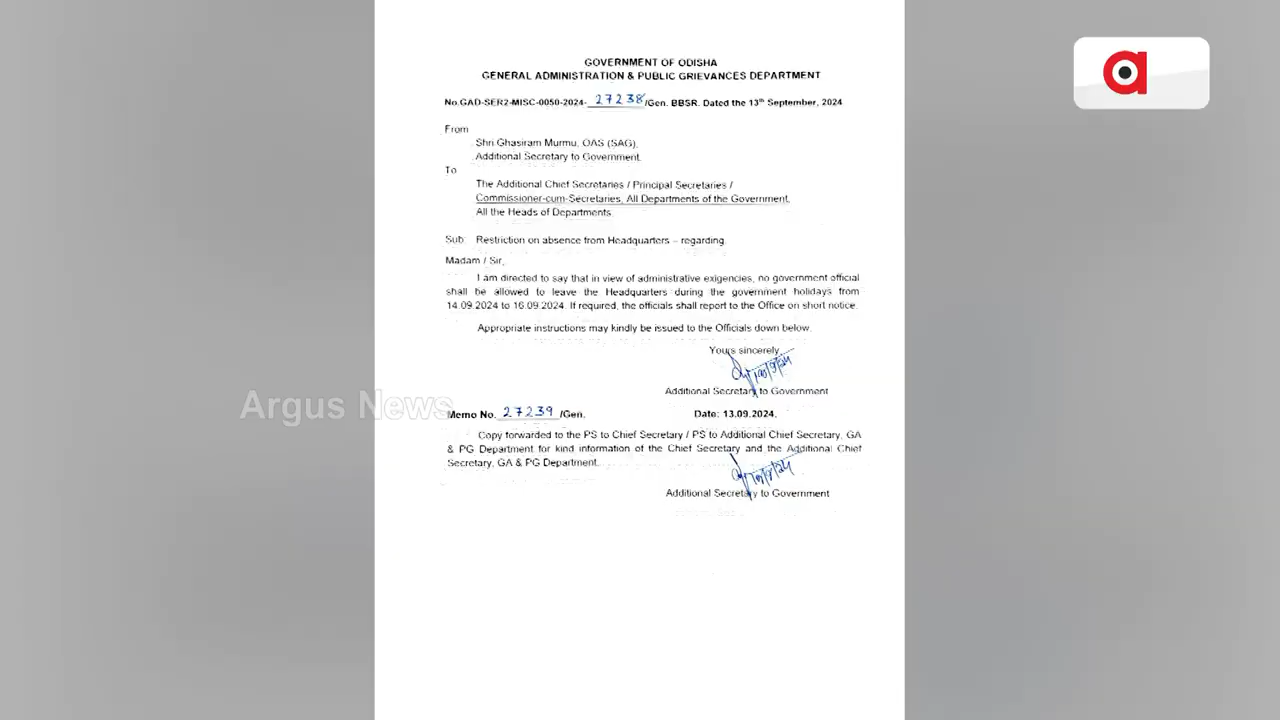 GOVERNMENT OF ODISHA
GENERAL ADMINISTRATION & PUBLIC GRIEVANCES DEPARTMENT
No.GAD-SER2-MISC-0050-2024- 27238 /Gen. BBSR. Dated the 13th September, 2024
From
Shri Ghasiram Murmu, OAS (SAG),
Additional Secretary to Government.
To
The Additional Chief Secretaries / Principal Secretaries /
Commissioner-cum-Secretaries, All Departments of the Government.
All the Heads of Departments.
Sub: Restriction on absence from Headquarters – regarding.
Madam / Sir,
I am directed to say that in view of administrative exigencies, no government official
shall be allowed to leave the Headquarters during the government holidays from
14.09.2024 to 16.09.2024. If required, the officials shall report to the Office on short notice.
Appropriate instructions may kindly be issued to the Officials down below.
Yours sincerely
Additional Secretary to Government
Argus News
Memo No. 27239 /Gen. Date: 13.09.2024.
Copy forwarded to the PS to Chief Secretary / PS to Additional Chief Secretary, GA
& PG Department for kind information of the Chief Secretary and the Additional Chief
Secretary, GA & PG Department.
Additional Secretary to Government